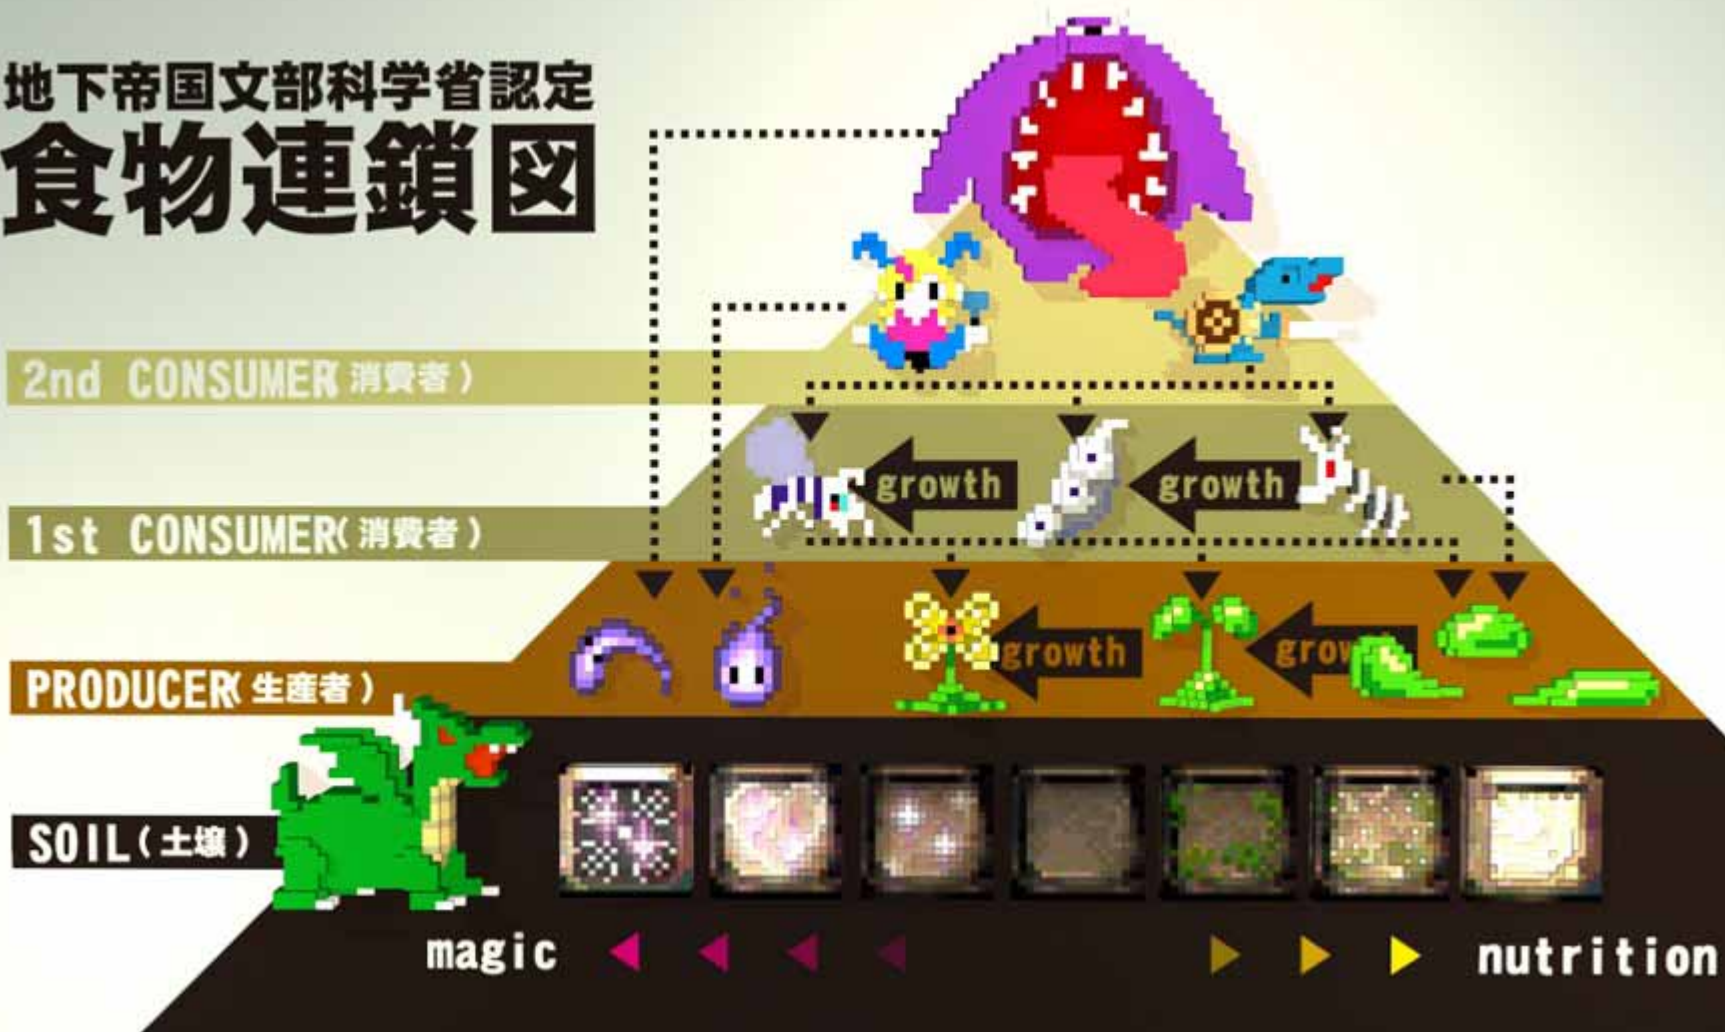 地下帝国文部科学省認定
食物連鎖図
2nd CONSUMER(消費者)
growth
growth
1st CONSUMER(消費者)
growth
grow
PRODUCER(生産者)
SOIL(土壌)
magic
nutrition